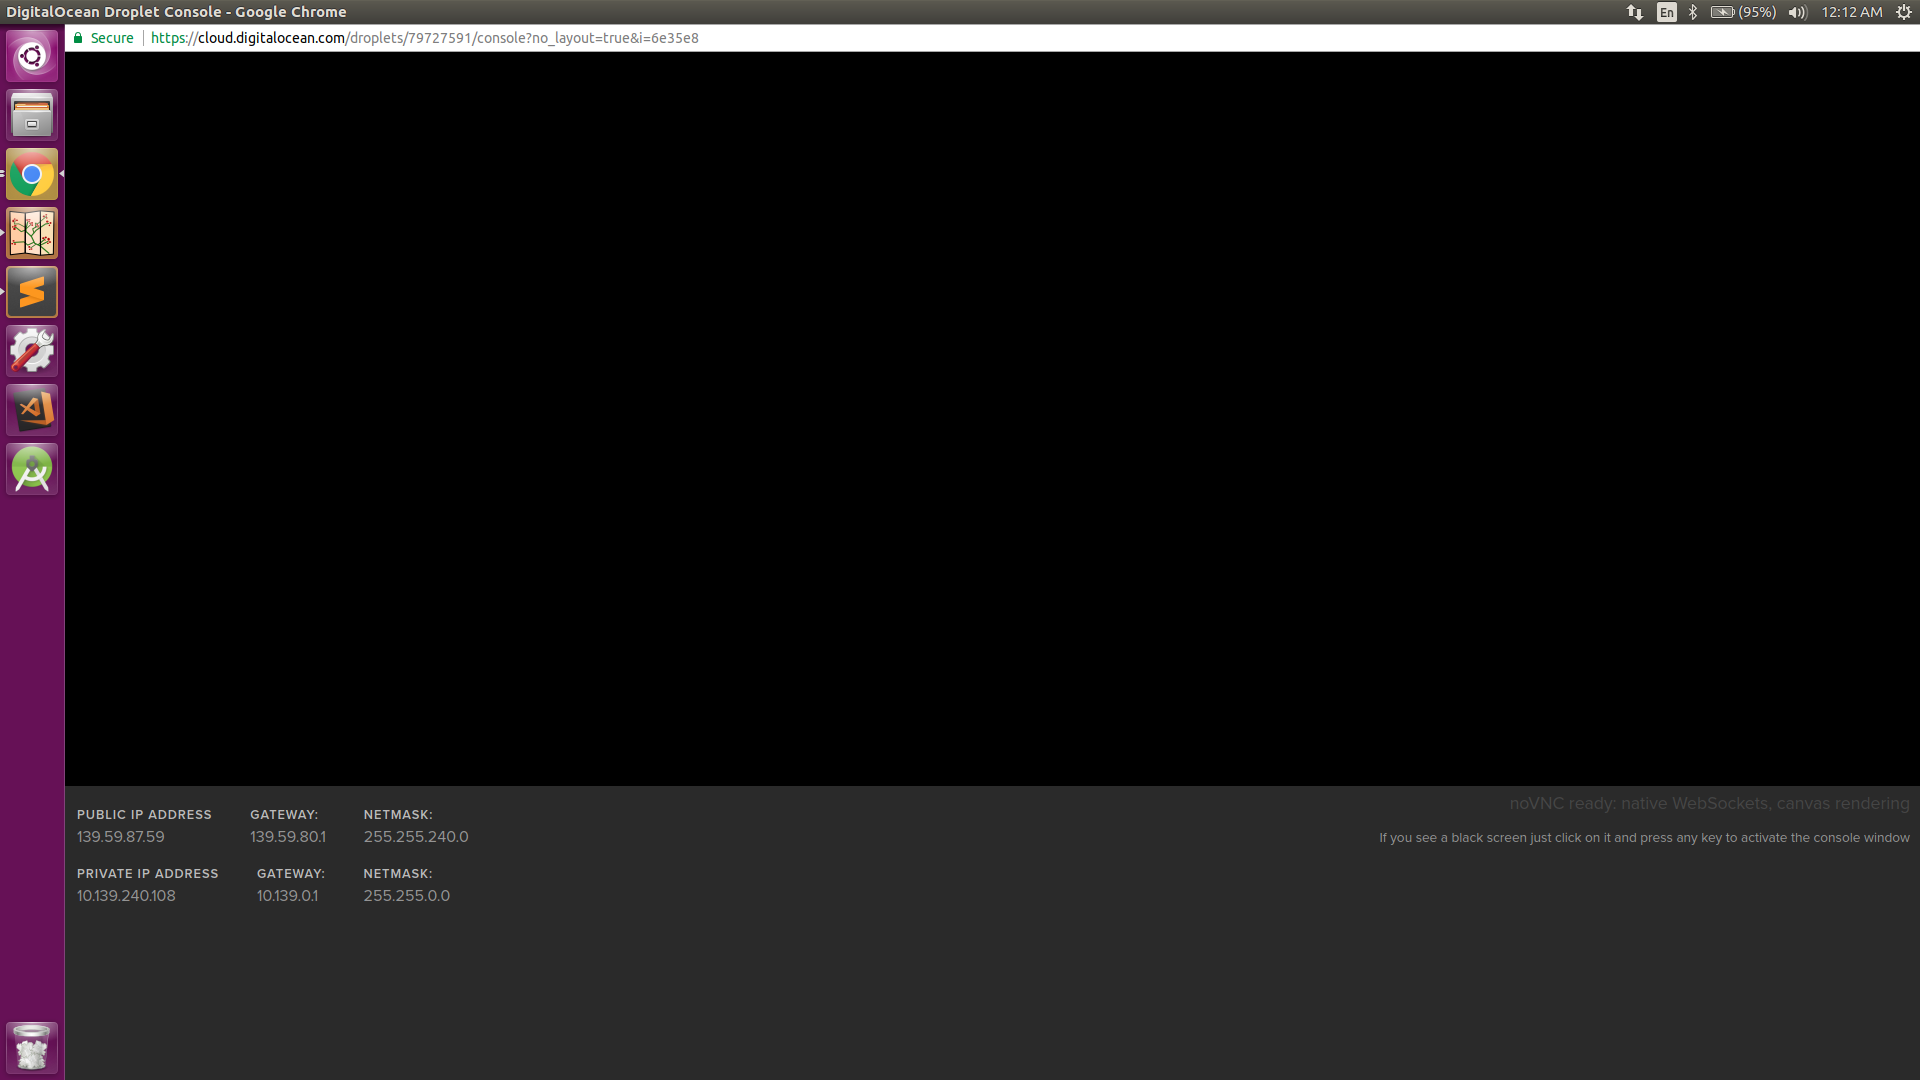 DigitalOcean Droplet Console - Google Chrome
En
(95%)
12:12 AM
Secure
https://cloud.digitalocean.com/droplets/79727591/console?no_layout=true&i=6e35e8
noVNC ready: native WebSockets, canvas rendering
PUBLIC IP ADDRESS GATEWAY: NETMASK:
139.59.87.59 139.59.80.1 255.255.240.0
If you see a black screen just click on it and press any key to activate the console window
PRIVATE IP ADDRESS GATEWAY: NETMASK:
10.139.240.108 10.139.0.1 255.255.0.0